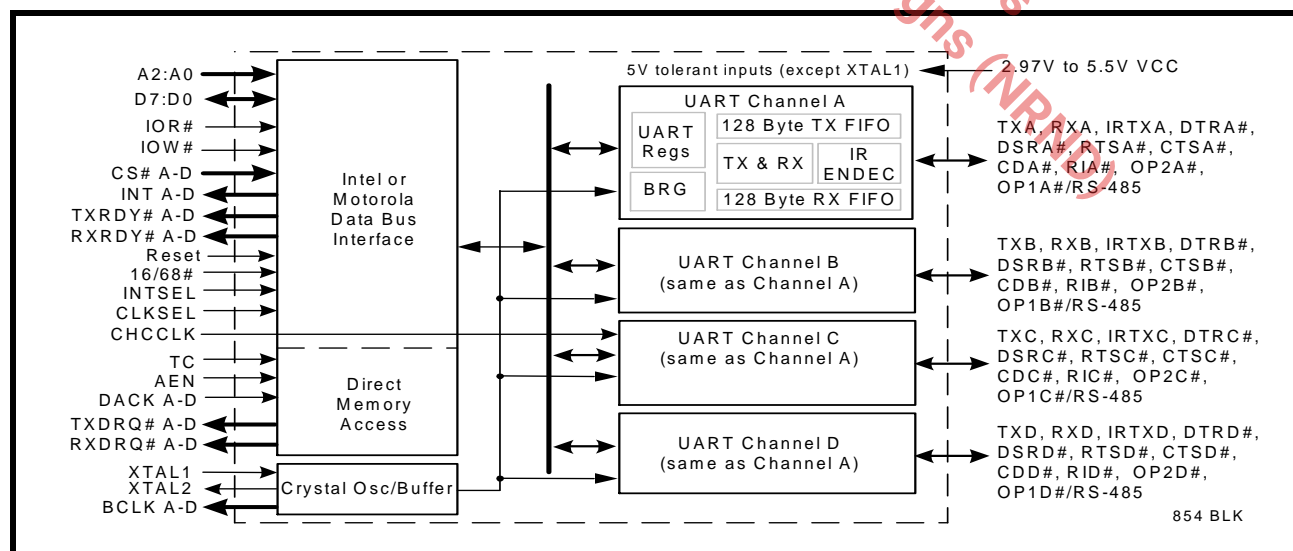 5V tolerant inputs (except XTAL1)
2.97V to 5.5V VCC
A2:A0
D7:D0
IOR#
IOW#
CS# A-D
INT A-D
TXRDY# A-D
RXRDY# A-D
Reset
16/68#
INTSEL
CLKSEL
CHCCLK
TC
AEN
DACK A-D
TXDRQ# A-D
RXDRQ# A-D
XTAL1
XTAL2
BCLK A-D
Intel or
Motorola
Data Bus
Interface
Direct
Memory
Access
Crystal Osc/Buffer
UART Channel A
UART
Regs
BRG
128 Byte TX FIFO
TX & RX
IR
ENDEC
128 Byte RX FIFO
UART Channel B
(same as Channel A)
UART Channel C
(same as Channel A)
UART Channel D
(same as Channel A)
TXA, RXA, IRTXA, DTRA#,
DSRA#, RTSA#, CTSA#,
CDA#, RIA#, OP2A#,
OP1A#/RS-485
TXB, RXB, IRTXB, DTRB#,
DSRB#, RTSB#, CTSB#,
CDB#, RIB#, OP2B#,
OP1B#/RS-485
TXC, RXC, IRTXC, DTRC#,
DSRC#, RTSC#, CTSC#,
CDC#, RIC#, OP2C#,
OP1C#/RS-485
TXD, RXD, IRTXD, DTRD#,
DSRD#, RTSD#, CTSD#,
CDD#, RID#, OP2D#,
OP1D#/RS-485
854 BLK
(NRND)